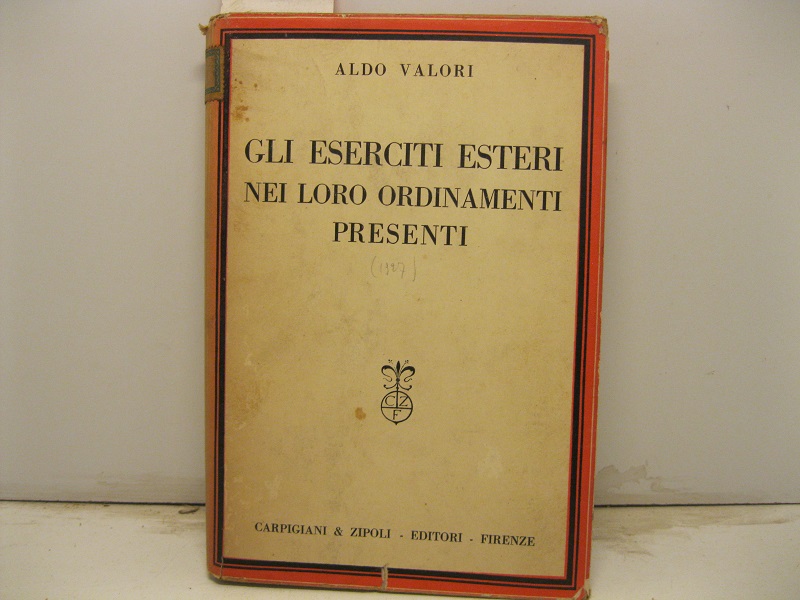 ALDO VALORI
GLI ESERCITI ESTERI
NEI LORO ORDINAMENTI
PRESENTI
C Z
F
CARPIGIANI & ZIPOLI - EDITORI - FIRENZE